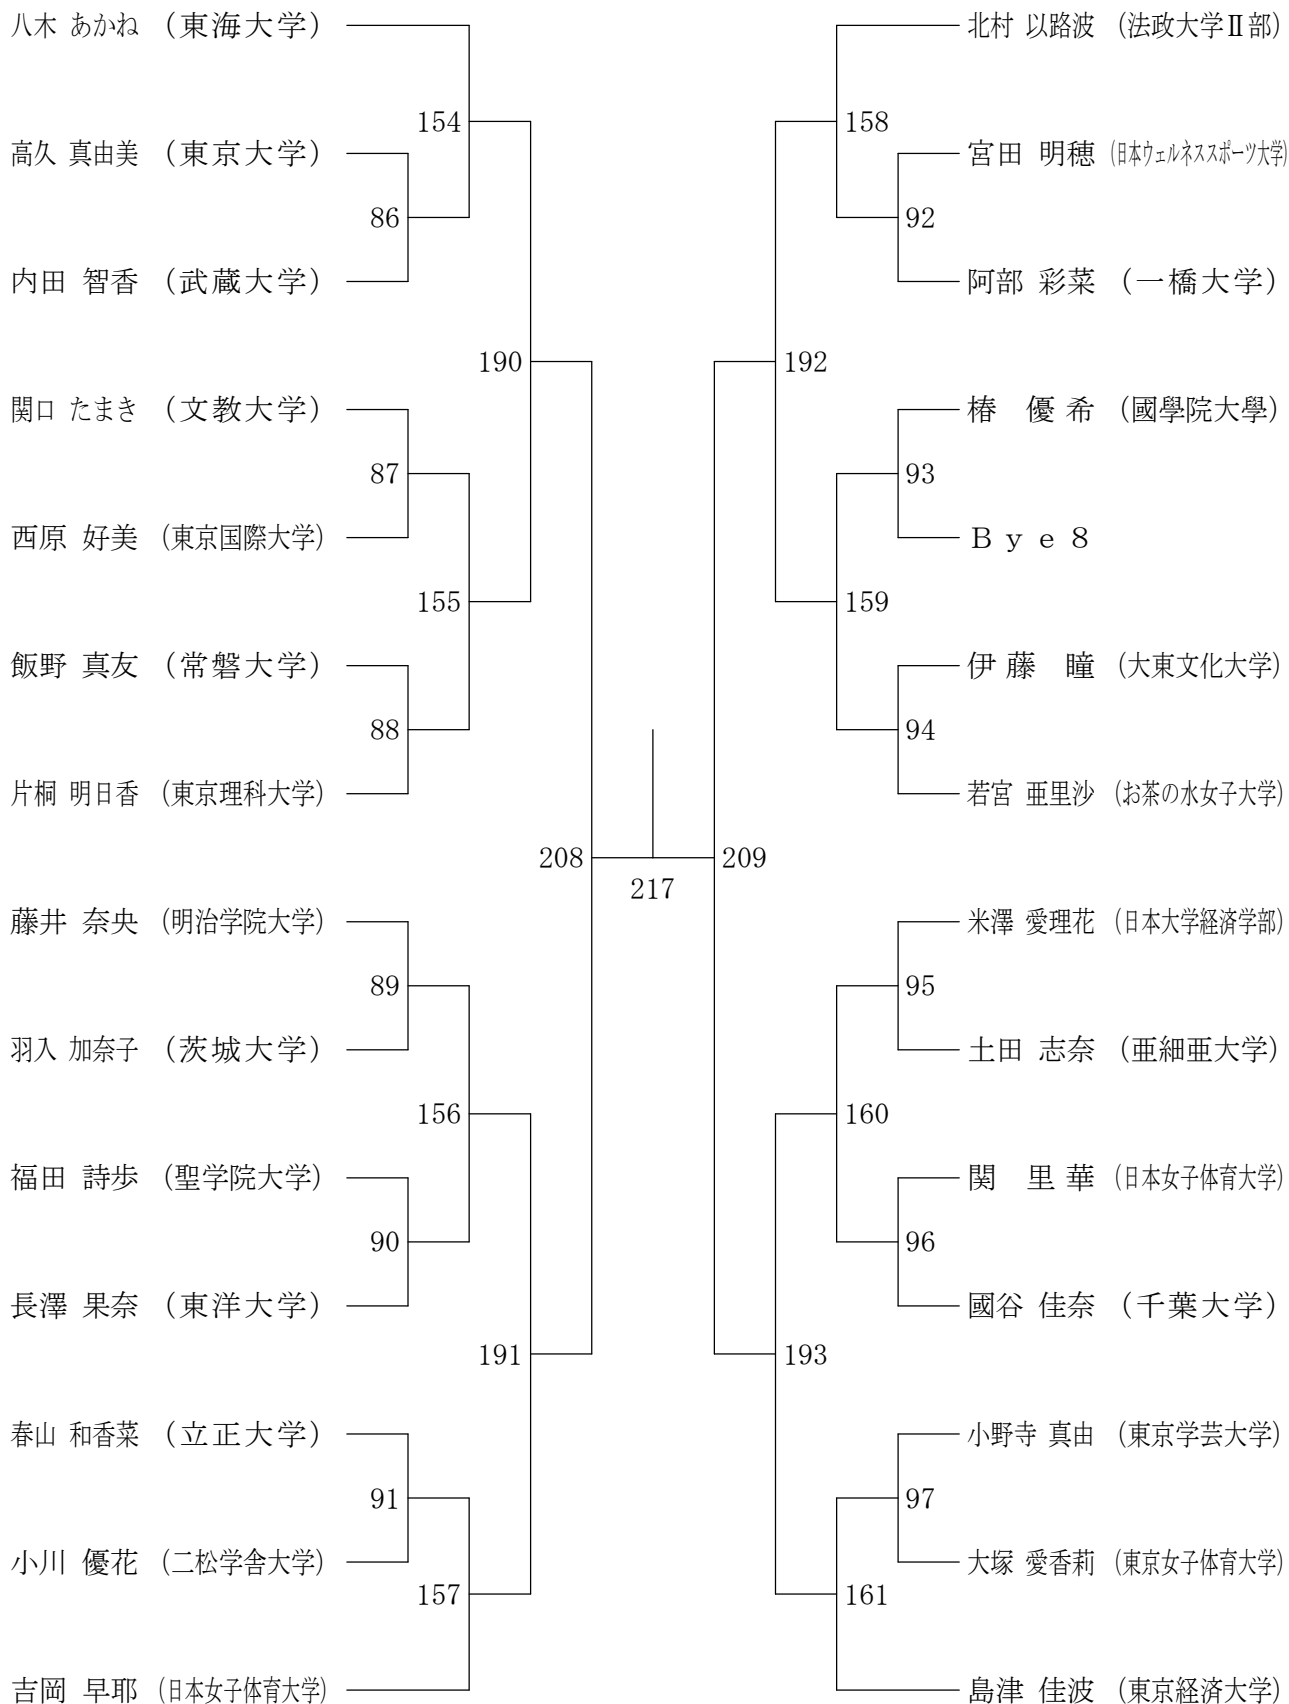 八木 あかね （東海大学）
154
高久 真由美 （東京大学）
86
内田 智香 （武蔵大学）
190
関口 たまき （文教大学）
87
西原 好美 （東京国際大学）
155
飯野 真友 （常磐大学）
88
片桐 明日香 （東京理科大学）
208
藤井 奈央 （明治学院大学）
89
羽入 加奈子 （茨城大学）
156
福田 詩歩 （聖学院大学）
90
長澤 果奈 （東洋大学）
191
春山 和香菜 （立正大学）
91
小川 優花 （二松学舎大学）
157
吉岡 早耶 （日本女子体育大学）
217
北村 以路波 （法政大学Ⅱ部）
158
宮田 明穂 （日本ウェルネススポーツ大学）
92
阿部 彩菜 （一橋大学）
192
椿 優希 （國學院大學）
93
Ｂｙｅ８
159
伊藤 瞳 （大東文化大学）
94
若宮 亜里沙 （お茶の水女子大学）
209
米澤 愛理花 （日本大学経済学部）
95
土田 志奈 （亜細亜大学）
160
関 里華 （日本女子体育大学）
96
國谷 佳奈 （千葉大学）
193
小野寺 真由 （東京学芸大学）
97
大塚 愛香莉 （東京女子体育大学）
161
島津 佳波 （東京経済大学）